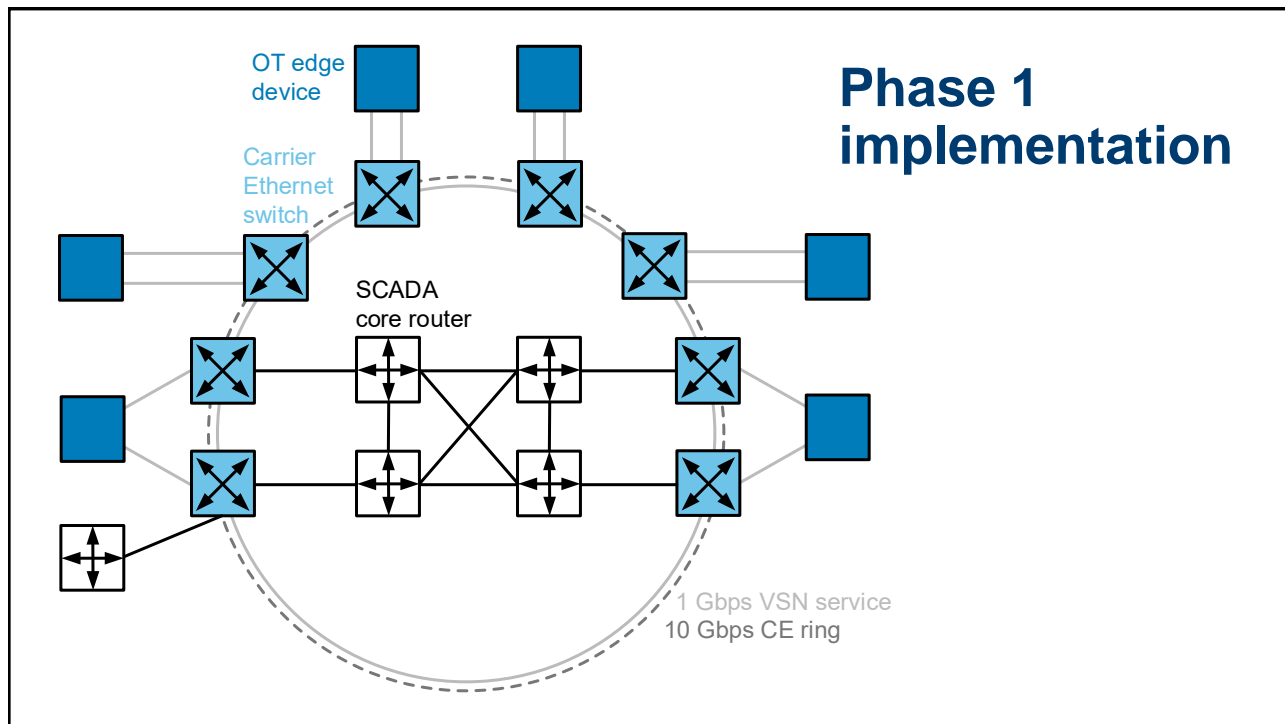 Phase 1
implementation
OT edge
device
Carrier
Ethernet
switch
SCADA
core router
1 Gbps VSN service
10 Gbps CE ring